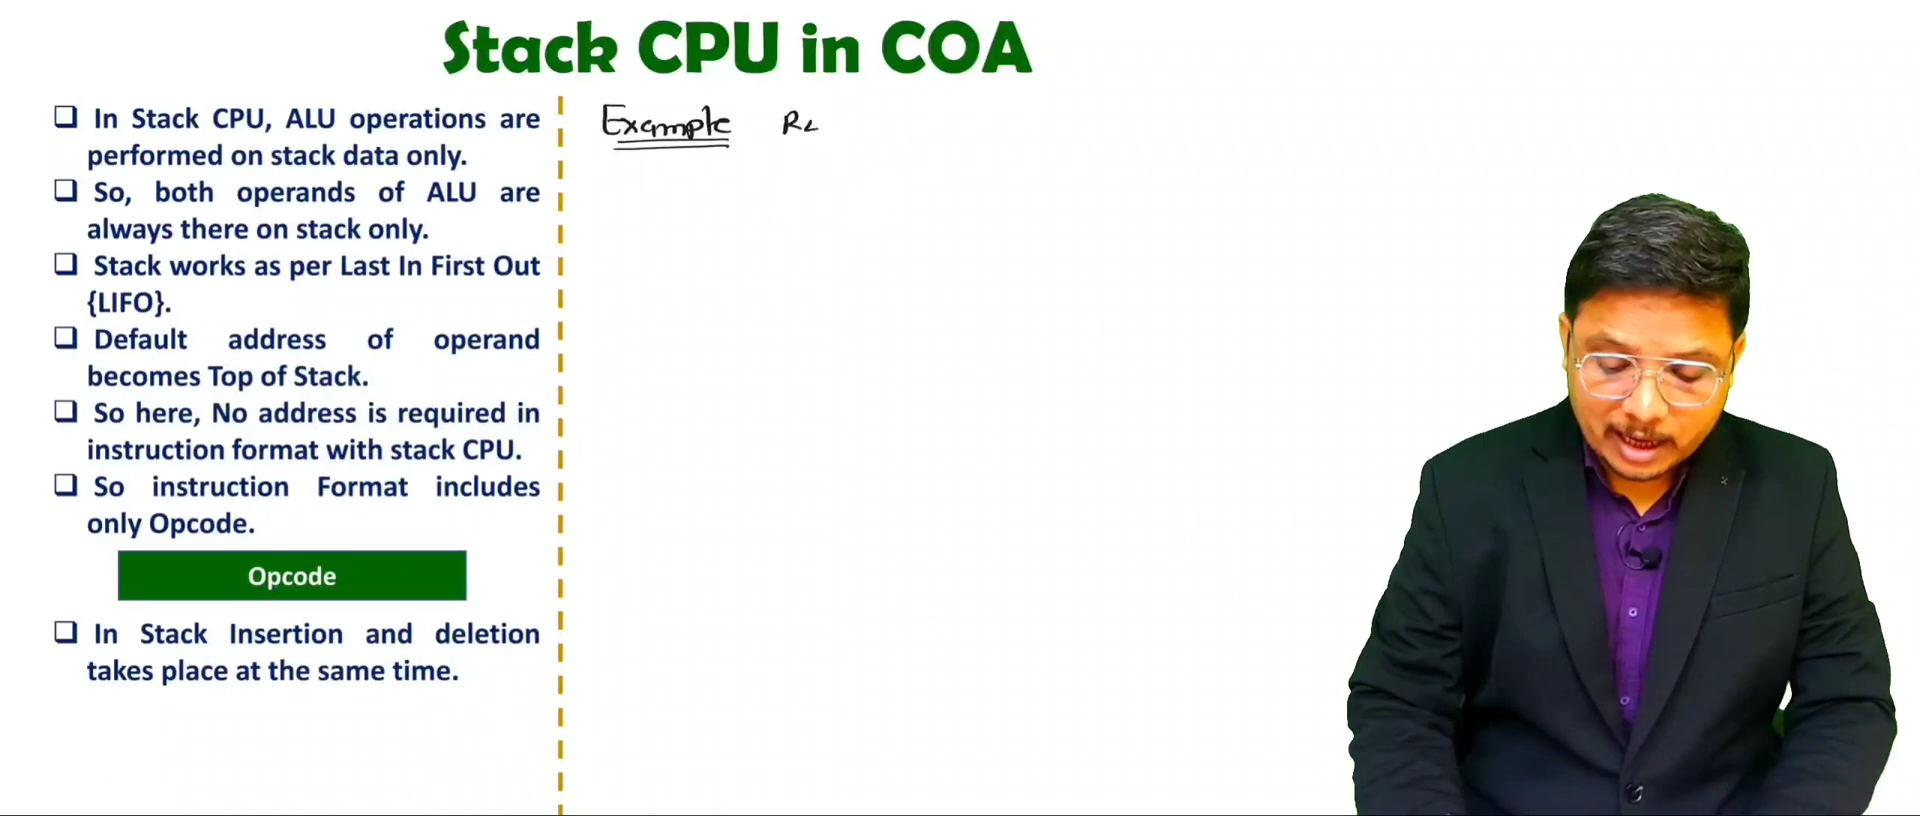 Stack CPU in COA
❑ In Stack CPU, ALU operations are
performed on stack data only.
❑ So, both operands of ALU are
always there on stack only.
❑ Stack works as per Last In First Out
{LIFO}.
❑ Default address of operand
becomes Top of Stack.
❑ So here, No address is required in
instruction format with stack CPU.
❑ So instruction Format includes
only Opcode.
Opcode
❑ In Stack Insertion and deletion
takes place at the same time.
Example